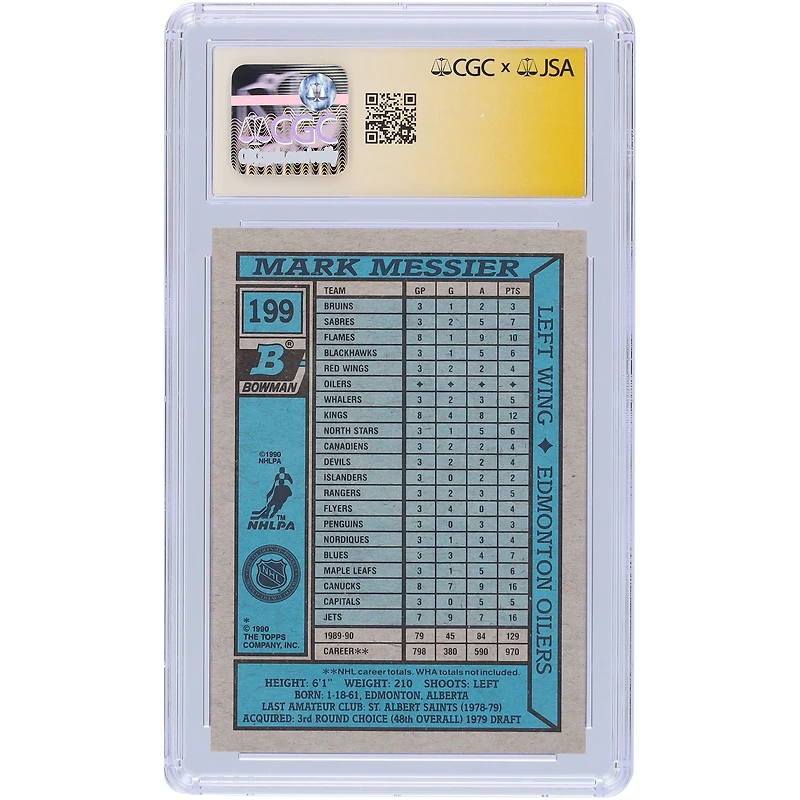 CGC x JSA
CGC
MARK MESSIER
199
B®
BOWMAN
©1990
NHLPA
TM
NHLPA
NHL
*
© 1990
THE TOPPS
COMPANY, INC.
TEAM GP G A PTS
BRUINS 3 1 2 3
SABRES 3 2 5 7
FLAMES 8 1 9 10
BLACKHAWKS 3 1 5 6
RED WINGS 3 2 2 4
OILERS ✦ ✦ ✦ ✦
WHALERS 3 2 3 5
KINGS 8 4 8 12
NORTH STARS 3 1 5 6
CANADIENS 3 2 2 4
DEVILS 3 2 2 4
ISLANDERS 3 0 2 2
RANGERS 3 2 3 5
FLYERS 3 4 0 4
PENGUINS 3 0 3 3
NORDIQUES 3 1 3 4
BLUES 3 3 4 7
MAPLE LEAFS 3 1 5 6
CANUCKS 8 7 9 16
CAPITALS 3 0 5 5
JETS 7 9 7 16
1989-90 79 45 84 129
CAREER** 798 380 590 970
LEFT WING ✦ EDMONTON OILERS
**NHL career totals. WHA totals not included.
HEIGHT: 6'1" WEIGHT: 210 SHOOTS: LEFT
BORN: 1-18-61, EDMONTON, ALBERTA
LAST AMATEUR CLUB: ST. ALBERT SAINTS (1978-79)
ACQUIRED: 3rd ROUND CHOICE (48th OVERALL) 1979 DRAFT